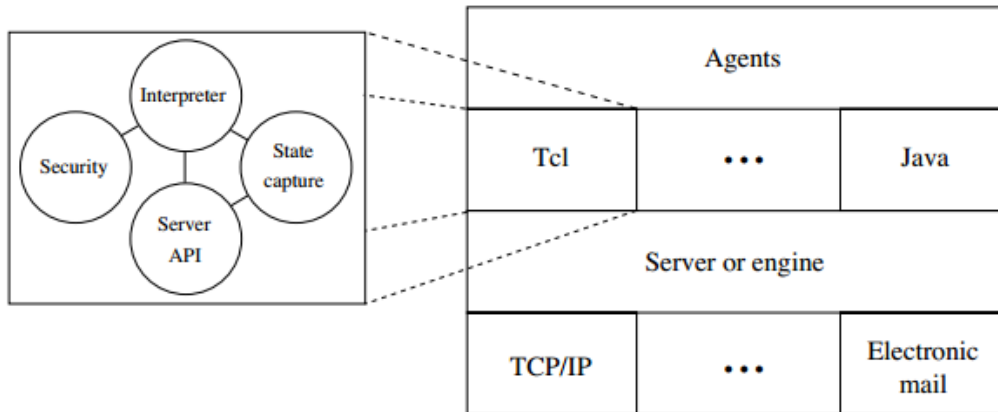 Interpreter
Security
State
capture
Server
API
Agents
Tcl
•••
Java
Server or engine
TCP/IP
•••
Electronic
mail